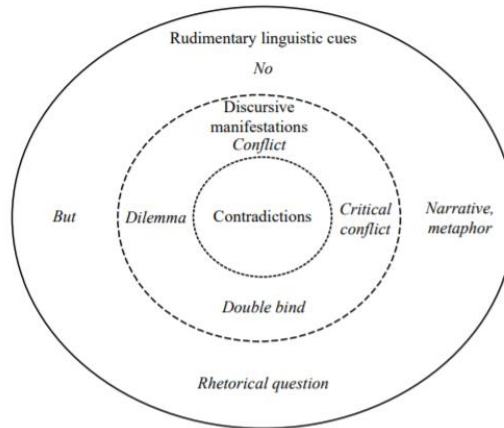 Rudimentary linguistic cues
No
Discursive
manifestations
Conflict
But
Dilemma
Contradictions
Critical
conflict
Narrative,
metaphor
Double bind
Rhetorical question